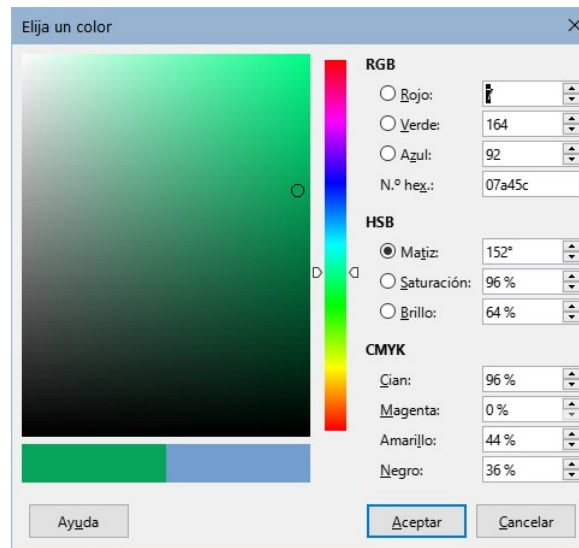 Elija un color
RGB
Rojo: 7
Verde: 164
Azul: 92
N.º hex.: 07a45c
HSB
Matiz: 152°
Saturación: 96 %
Brillo: 64 %
CMYK
Cian: 96 %
Magenta: 0 %
Amarillo: 44 %
Negro: 36 %
Ayuda Aceptar Cancelar